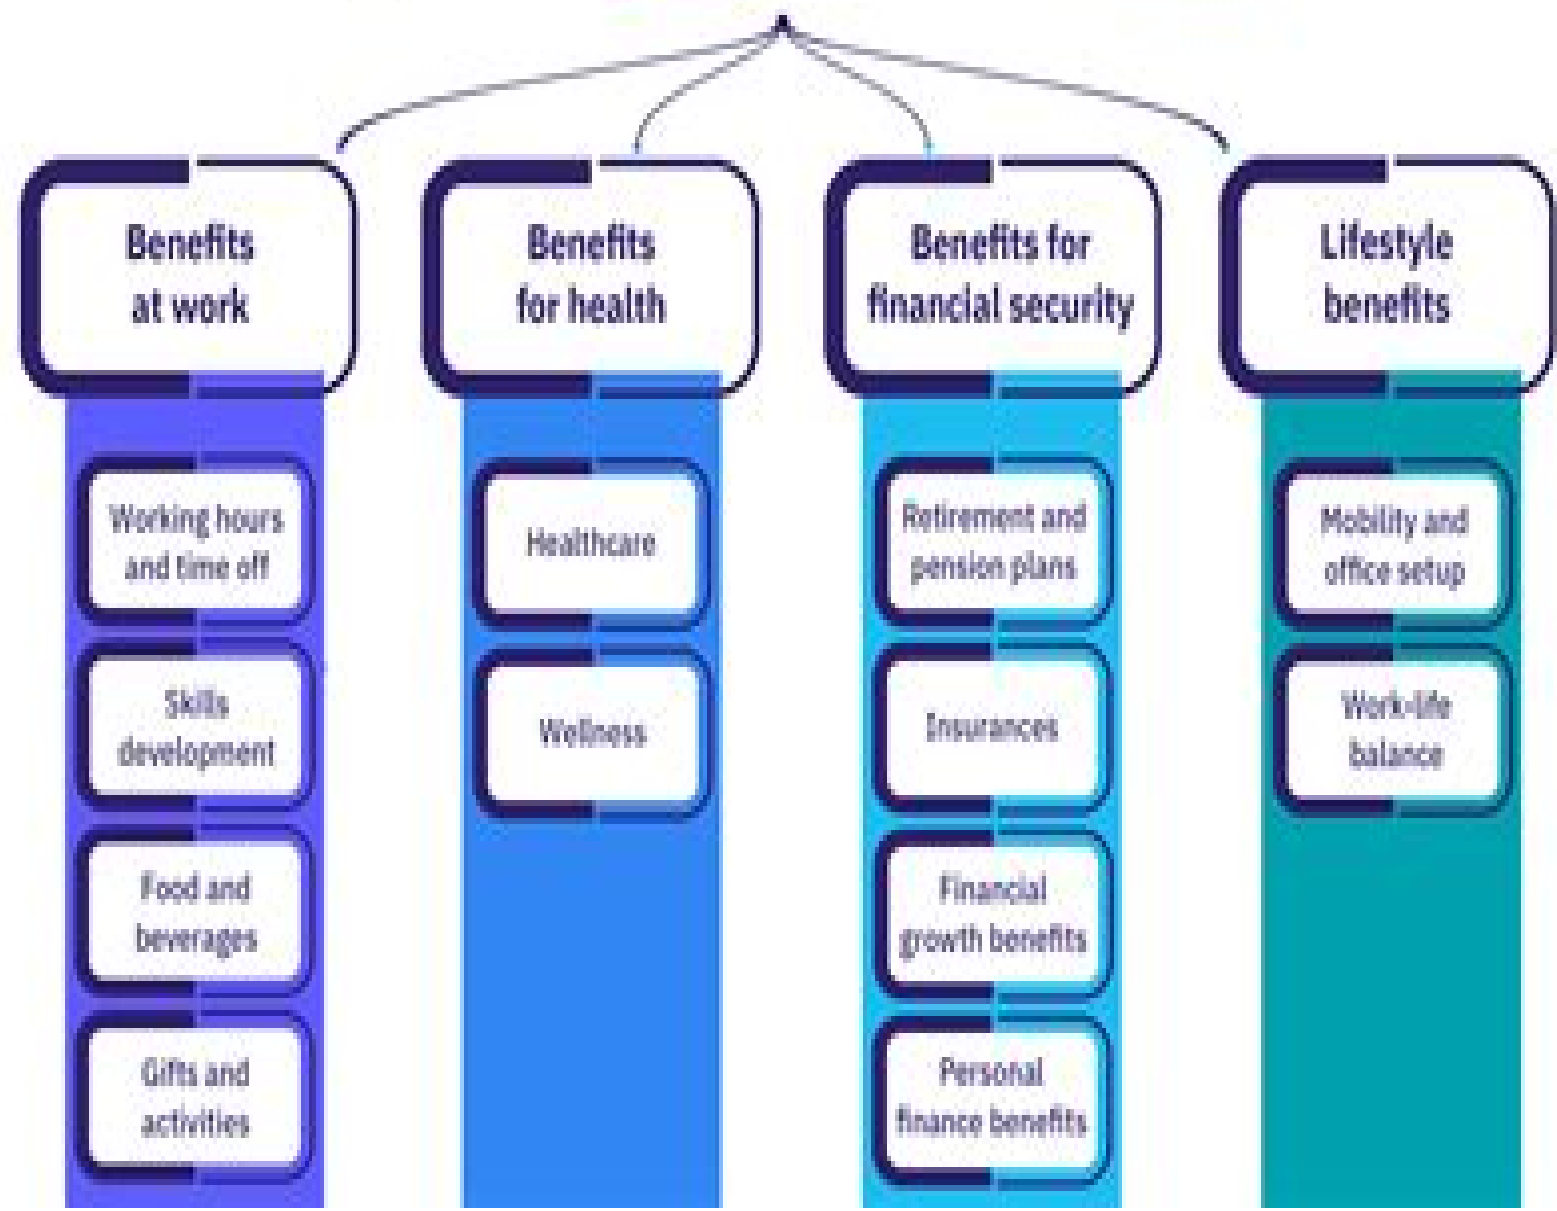 Benefits
at work
Working hours
and time off
Skills
development
Food and
beverages
Gifts and
activities
Benefits
for health
Healthcare
Wellness
Benefits for
financial security
Retirement and
pension plans
Insurances
Financial
growth benefits
Personal
finance benefits
Lifestyle
benefits
Mobility and
office setup
Work-life
balance